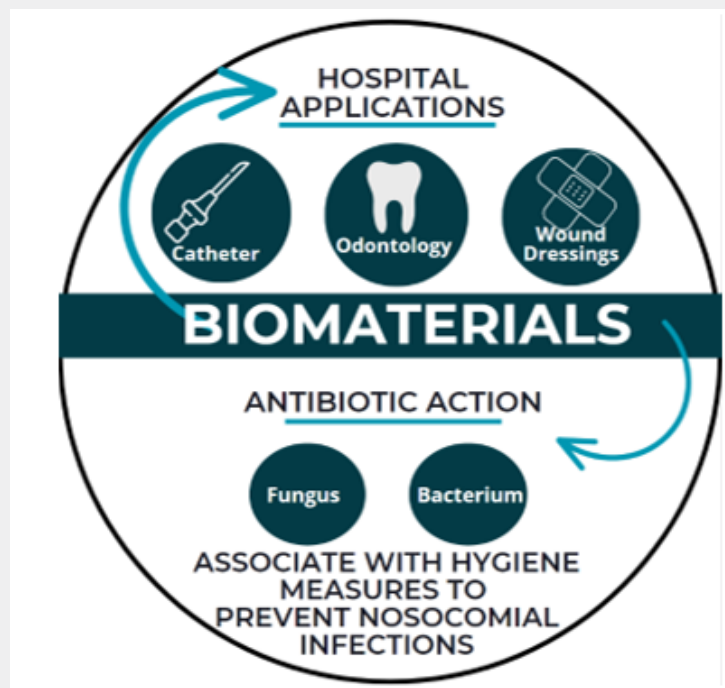 HOSPITAL
APPLICATIONS
Catheter
Odontology
Wound
Dressings
BIOMATERIALS
ANTIBIOTIC ACTION
Fungus
Bacterium
ASSOCIATE WITH HYGIENE
MEASURES TO
PREVENT NOSOCOMIAL
INFECTIONS